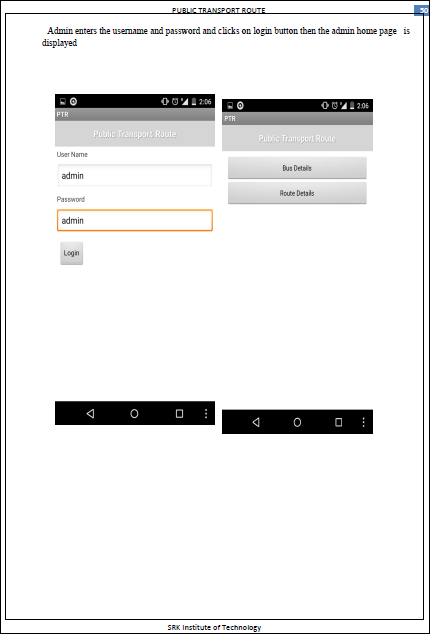 PUBLIC TRANSPORT ROUTE
50
Admin enters the username and password and clicks on login button then the admin home page is
displayed
2:06
PTR
Public Transport Route
User Name
admin
Password
admin
Login
2:06
PTR
Public Transport Route
Bus Details
Route Details
SRK Institute of Technology